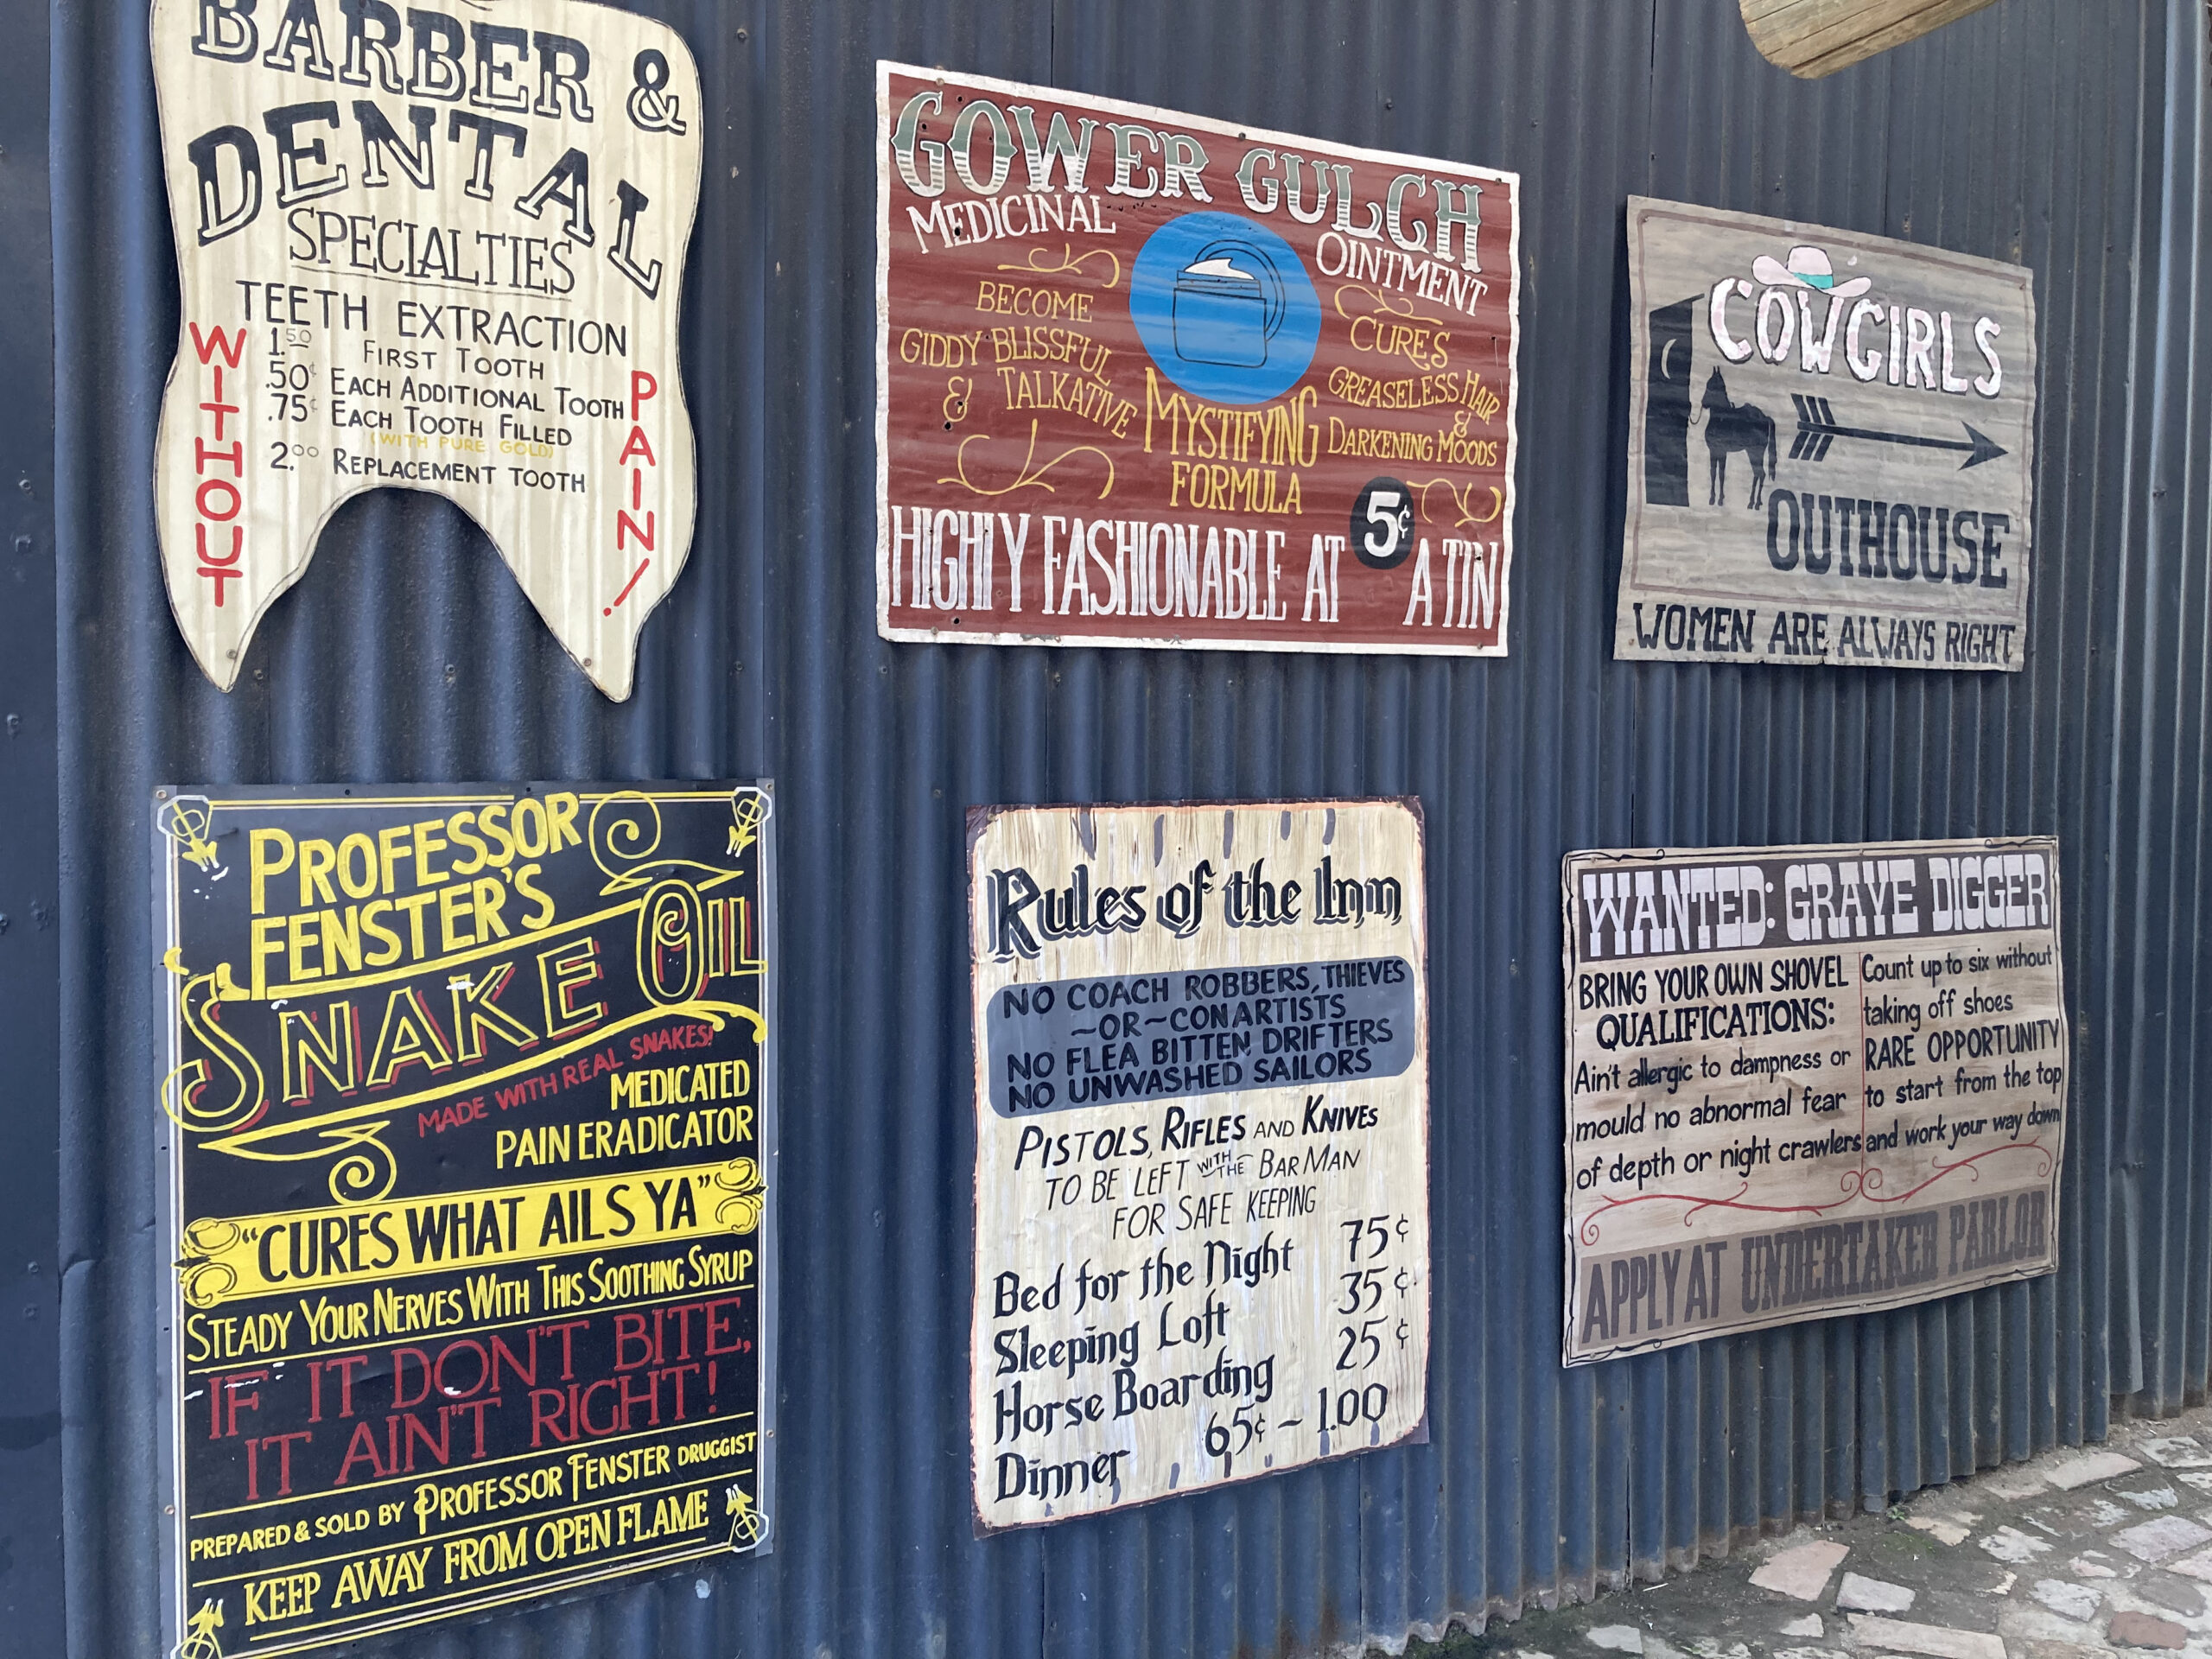 BARBER &
DENTAL
SPECIALTIES
TEETH EXTRACTION
1.50 FIRST TOOTH
.50¢ EACH ADDITIONAL TOOTH
.75¢ EACH TOOTH FILLED
(WITH PURE GOLD)
2.00 REPLACEMENT TOOTH
WITHOUT
PAIN!
GOWER GULCH
MEDICINAL
OINTMENT
BECOME
GIDDY BLISSFUL
& TALKATIVE
MYSTIFYING
FORMULA
CURES
GREASELESS HAIR
&
DARKENING MOODS
HIGHLY FASHIONABLE AT 5¢ A TIN
COWGIRLS
OUTHOUSE
WOMEN ARE ALWAYS RIGHT
PROFESSOR
FENSTER'S
SNAKE OIL
MADE WITH REAL SNAKES!
MEDICATED
PAIN ERADICATOR
"CURES WHAT AILS YA"
STEADY YOUR NERVES WITH THIS SOOTHING SYRUP
IF IT DON'T BITE,
IT AIN'T RIGHT!
PREPARED & SOLD BY PROFESSOR FENSTER DRUGGIST
KEEP AWAY FROM OPEN FLAME
Rules of the Inn
NO COACH ROBBERS, THIEVES
~OR~CONARTISTS
NO FLEA BITTEN DRIFTERS
NO UNWASHED SAILORS
PISTOLS, RIFLES AND KNIVES
TO BE LEFT WITH THE BAR MAN
FOR SAFE KEEPING
Bed for the Night 75¢
Sleeping Loft 35¢
Horse Boarding 25¢
Dinner 65¢ ~ 1.00
WANTED: GRAVE DIGGER
BRING YOUR OWN SHOVEL
QUALIFICATIONS:
Ain't allergic to dampness or
mould no abnormal fear
of depth or night crawlers
Count up to six without
taking off shoes
RARE OPPORTUNITY
to start from the top
and work your way down
APPLY AT UNDERTAKER PARLOR